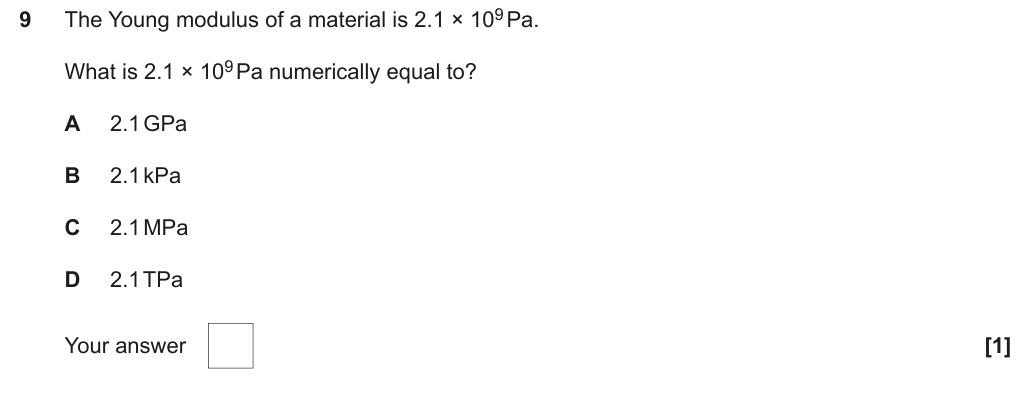 9 The Young modulus of a material is 2.1 × 10⁹ Pa.
What is 2.1 × 10⁹ Pa numerically equal to?
A 2.1 GPa
B 2.1 kPa
C 2.1 MPa
D 2.1 TPa
Your answer [1]